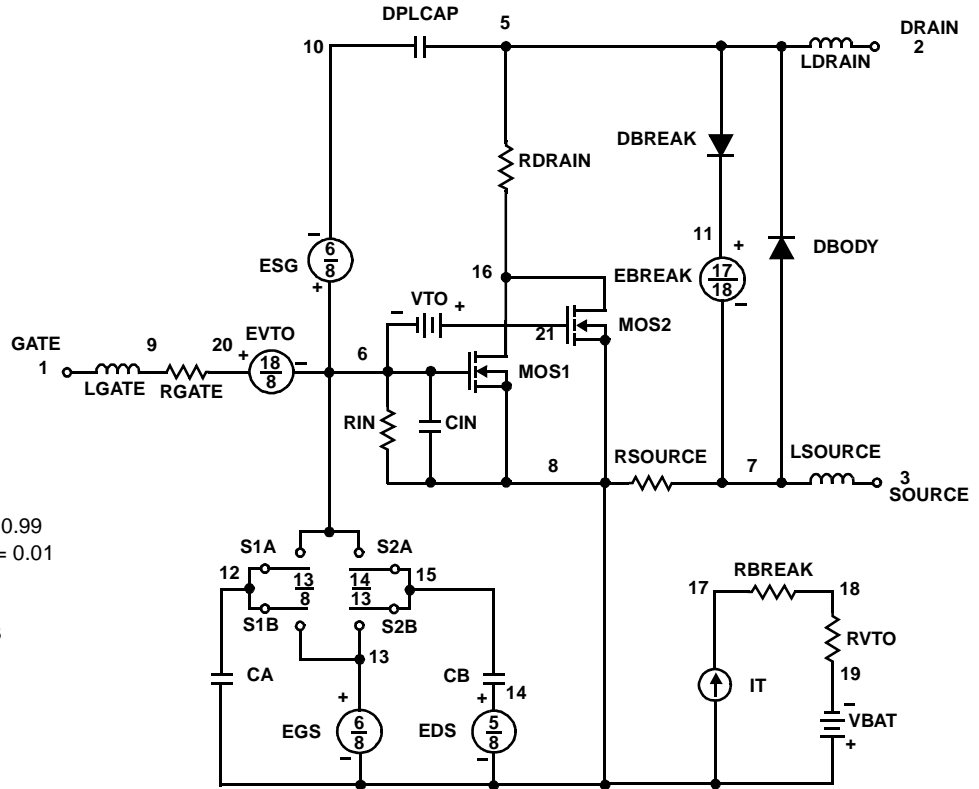 DPLCAP
5
DRAIN
2
10
LDRAIN
DBREAK
RDRAIN
11
+
DBODY
−
6
8
ESG
+
16
EBREAK
17
18
−
VTO
−
+
MOS2
21
GATE
1
9
20
EVTO
+
18
8
−
6
MOS1
LGATE
RGATE
RIN
CIN
8
RSOURCE
7
LSOURCE
3
SOURCE
0.99
= 0.01
S1A
S2A
12
13
8
14
13
15
S1B
S2B
13
RBREAK
17
18
RVTO
19
CA
CB
14
IT
VBAT
−
+
+
EGS
6
8
−
+
EDS
5
8
−